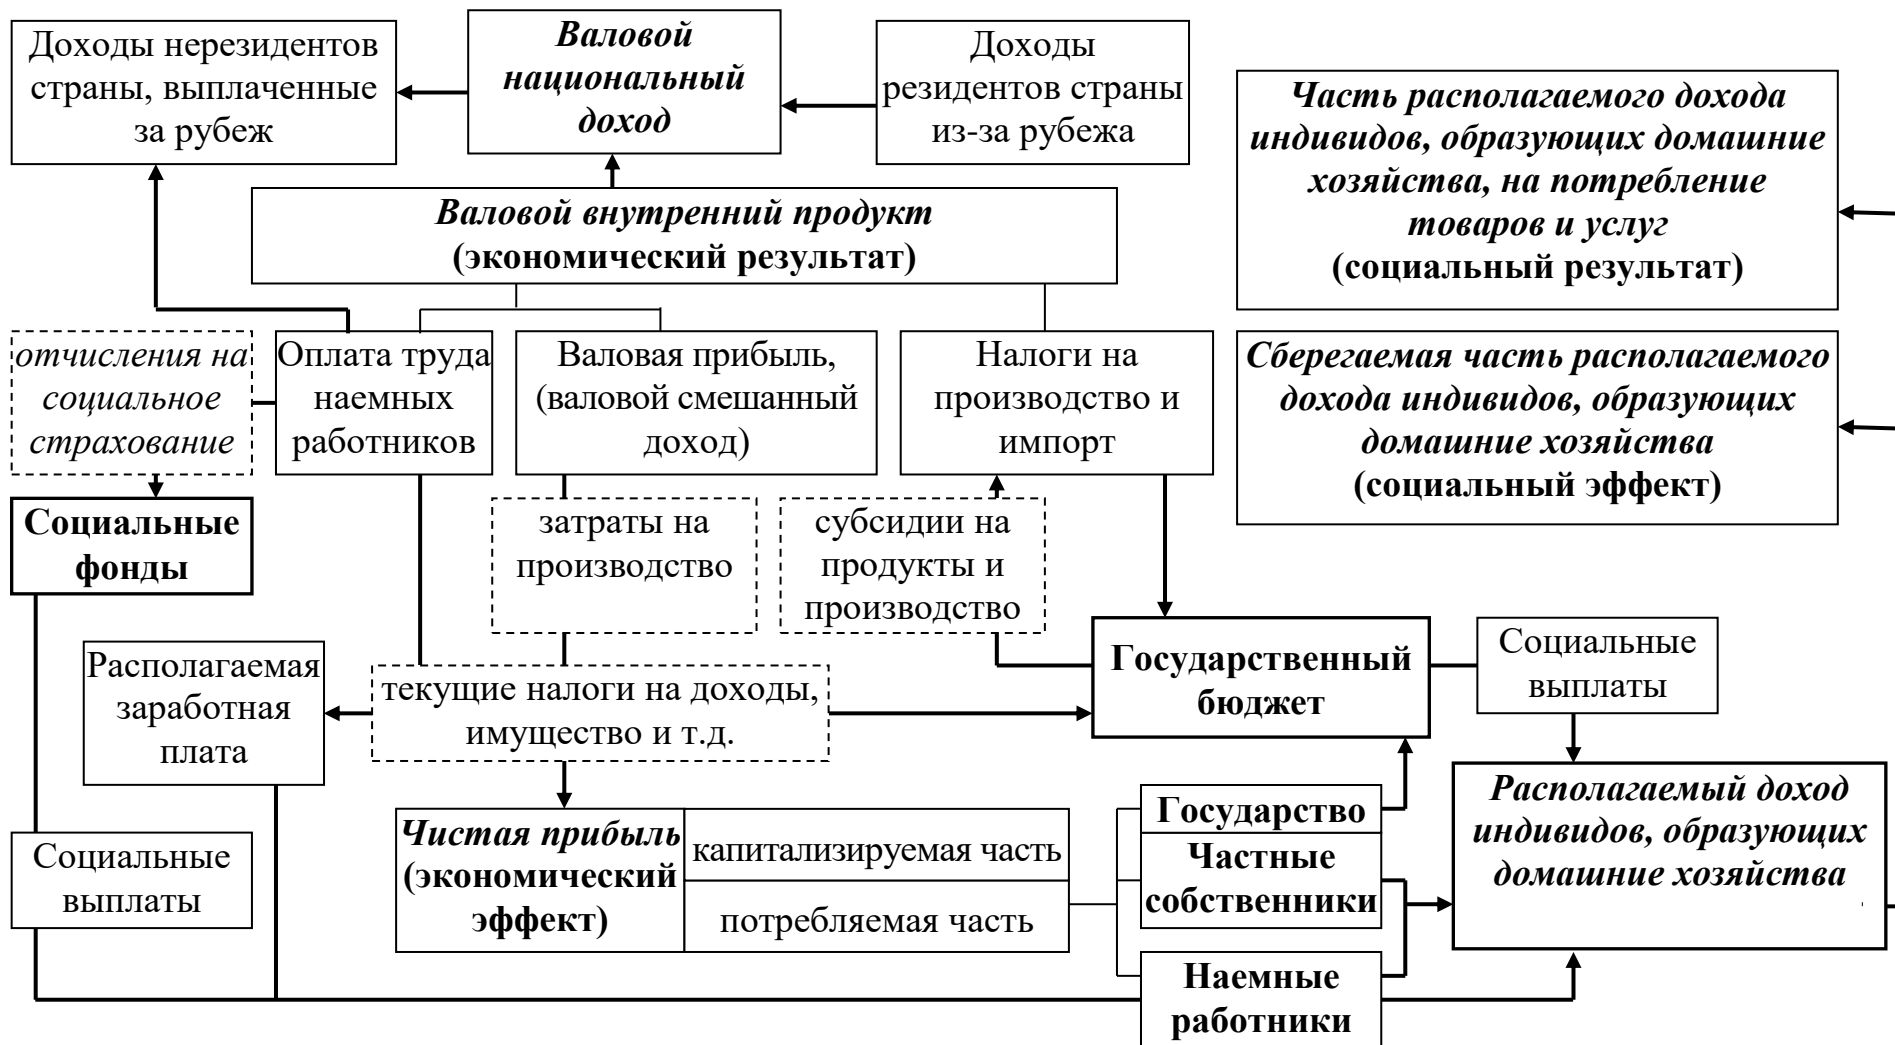 Доходы нерезидентов
страны, выплаченные
за рубеж
Валовой
национальный
доход
Доходы
резидентов страны
из-за рубежа
Часть располагаемого дохода
индивидов, образующих домашние
хозяйства, на потребление
товаров и услуг
(социальный результат)
Валовой внутренний продукт
(экономический результат)
отчисления на
социальное
страхование
Оплата труда
наемных
работников
Валовая прибыль,
(валовой смешанный
доход)
Налоги на
производство и
импорт
Сберегаемая часть располагаемого
дохода индивидов, образующих
домашние хозяйства
(социальный эффект)
Социальные
фонды
затраты на
производство
субсидии на
продукты и
производство
Располагаемая
заработная
плата
текущие налоги на доходы,
имущество и т.д.
Государственный
бюджет
Социальные
выплаты
Социальные
выплаты
Чистая прибыль
(экономический
эффект)
капитализируемая часть
потребляемая часть
Государство
Частные
собственники
Наемные
работники
Располагаемый доход
индивидов, образующих
домашние хозяйства